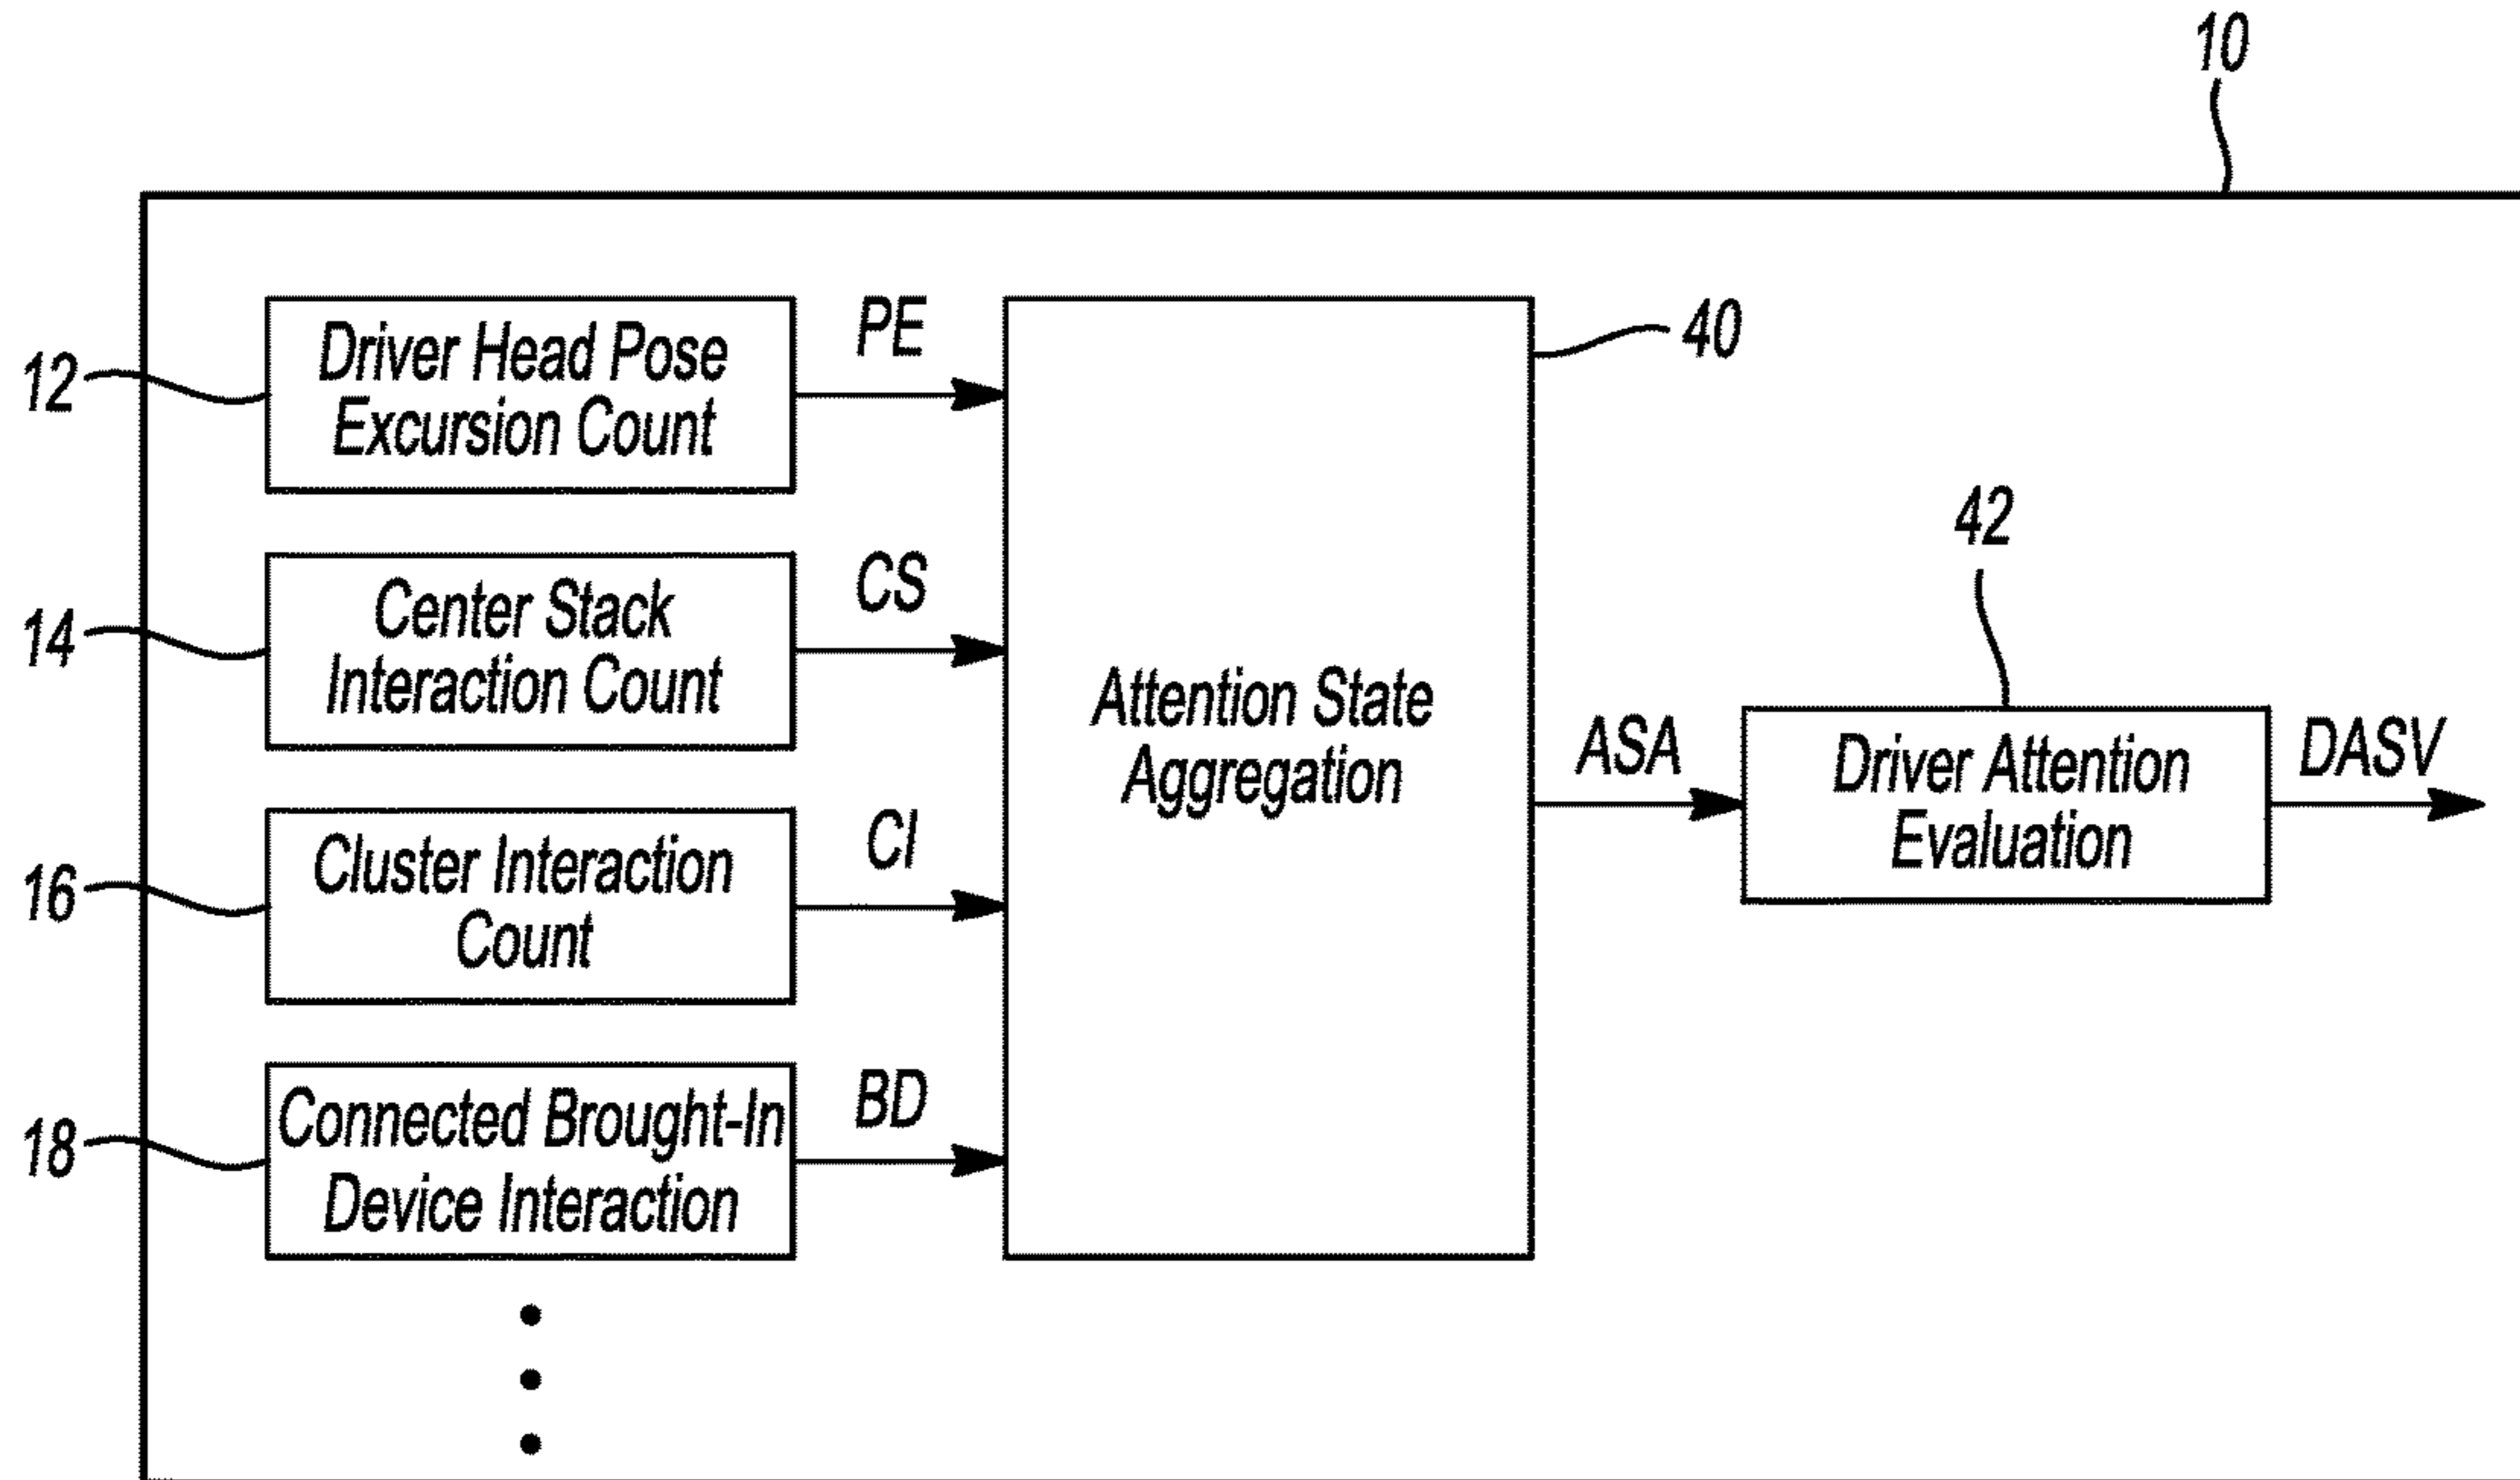 10
12
Driver Head Pose
Excursion Count
PE
40
14
Center Stack
Interaction Count
CS
42
Attention State
Aggregation
ASA
Driver Attention
Evaluation
DASV
16
Cluster Interaction
Count
CI
18
Connected Brought-In
Device Interaction
BD